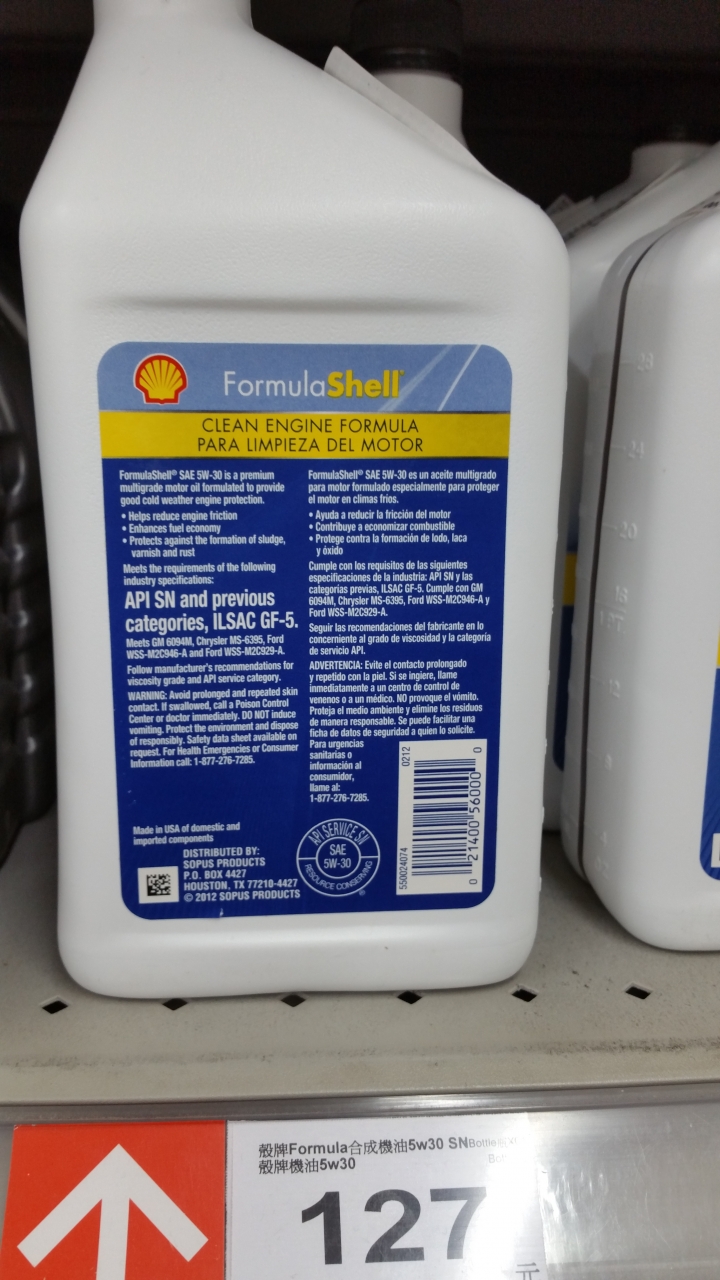 FormulaShell®
CLEAN ENGINE FORMULA
PARA LIMPIEZA DEL MOTOR
FormulaShell® SAE 5W-30 is a premium
multigrade motor oil formulated to provide
good cold weather engine protection.
• Helps reduce engine friction
• Enhances fuel economy
• Protects against the formation of sludge,
varnish and rust
Meets the requirements of the following
industry specifications:
API SN and previous
categories, ILSAC GF-5.
Meets GM 6094M, Chrysler MS-6395, Ford
WSS-M2C946-A and Ford WSS-M2C929-A.
Follow manufacturer's recommendations for
viscosity grade and API service category.
WARNING: Avoid prolonged and repeated skin
contact. If swallowed, call a Poison Control
Center or doctor immediately. DO NOT induce
vomiting. Protect the environment and dispose
of responsibly. Safety data sheet available on
request. For Health Emergencies or Consumer
Information call: 1-877-276-7285.
FormulaShell® SAE 5W-30 es un aceite multigrado
para motor formulado especialmente para proteger
el motor en climas fríos.
• Ayuda a reducir la fricción del motor
• Contribuye a economizar combustible
• Protege contra la formación de lodo, laca
y óxido
Cumple con los requisitos de las siguientes
especificaciones de la industria: API SN y las
categorías previas, ILSAC GF-5. Cumple con GM
6094M, Chrysler MS-6395, Ford WSS-M2C946-A y
Ford WSS-M2C929-A.
Seguir las recomendaciones del fabricante en lo
concerniente al grado de viscosidad y la categoría
de servicio API.
ADVERTENCIA: Evite el contacto prolongado
y repetido con la piel. Si se ingiere, llame
inmediatamente a un centro de control de
venenos o a un médico. NO provoque el vómito.
Proteja el medio ambiente y elimine los residuos
de manera responsable. Se puede facilitar una
ficha de datos de seguridad a quien lo solicite.
Para urgencias
sanitarias o
información al
consumidor,
llame al:
1-877-276-7285.
Made in USA of domestic and
imported components
DISTRIBUTED BY:
SOPUS PRODUCTS
P.O. BOX 4427
HOUSTON, TX 77210-4427
© 2012 SOPUS PRODUCTS
API SERVICE SN
SAE
5W-30
RESOURCE CONSERVING
®
0212
550024074
0 21400 56000 0
28
24
20
16
12
8
殼牌Formula合成機油5w30 SNBottle
殼牌機油5w30
127
元